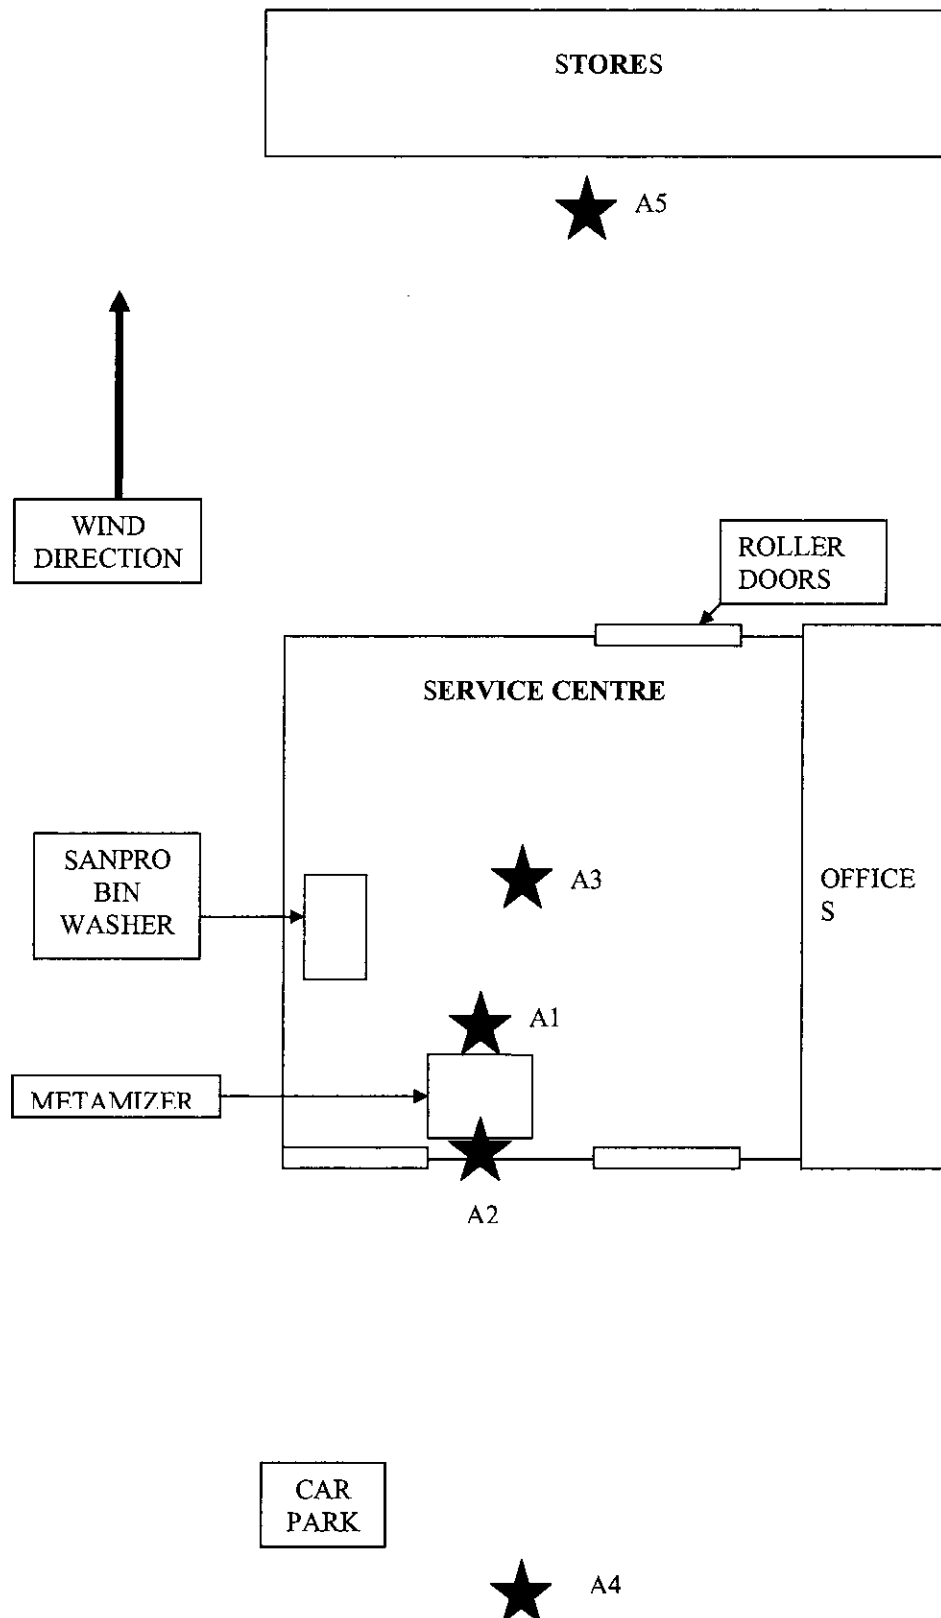 STORES
A5
WIND
DIRECTION
ROLLER
DOORS
SERVICE CENTRE
SANPRO
BIN
WASHER
A3
OFFICE
S
A1
METAMIZER
A2
CAR
PARK
A4